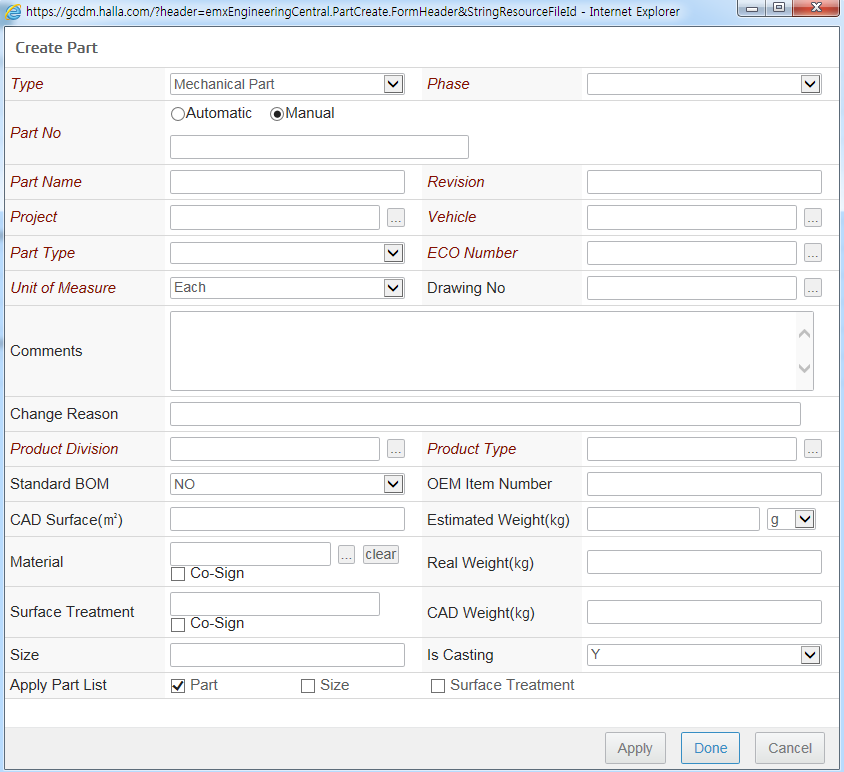 https://gcdm.halla.com/?header=emxEngineeringCentral.PartCreate.FormHeader&StringResourceFileId - Internet Explorer
Create Part
Type Mechanical Part Phase
Part No Automatic Manual
Part Name Revision
Project ... Vehicle ...
Part Type ECO Number ...
Unit of Measure Each Drawing No ...
Comments
Change Reason
Product Division ... Product Type ...
Standard BOM NO OEM Item Number
CAD Surface(㎡) Estimated Weight(kg) g
Material ... clear Real Weight(kg)
Co-Sign
Surface Treatment CAD Weight(kg)
Co-Sign
Size Is Casting Y
Apply Part List Part Size Surface Treatment
Apply Done Cancel